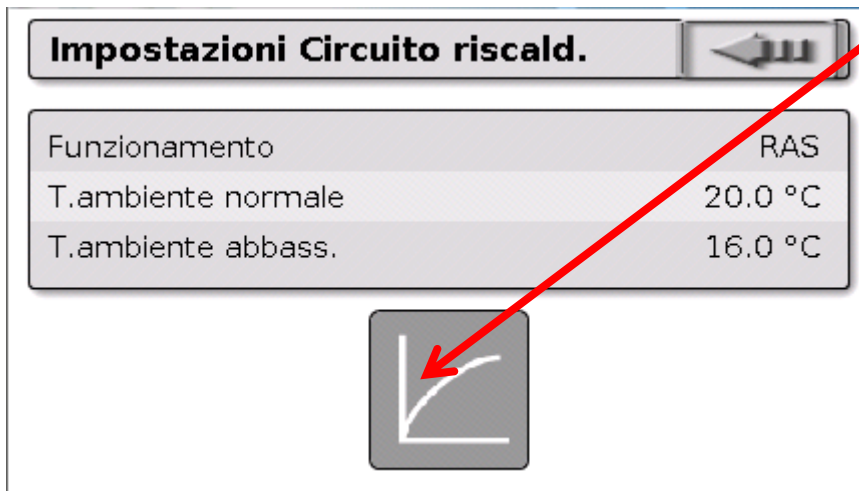 Impostazioni Circuito riscald.
Funzionamento RAS
T.ambiente normale 20.0 °C
T.ambiente abbass. 16.0 °C